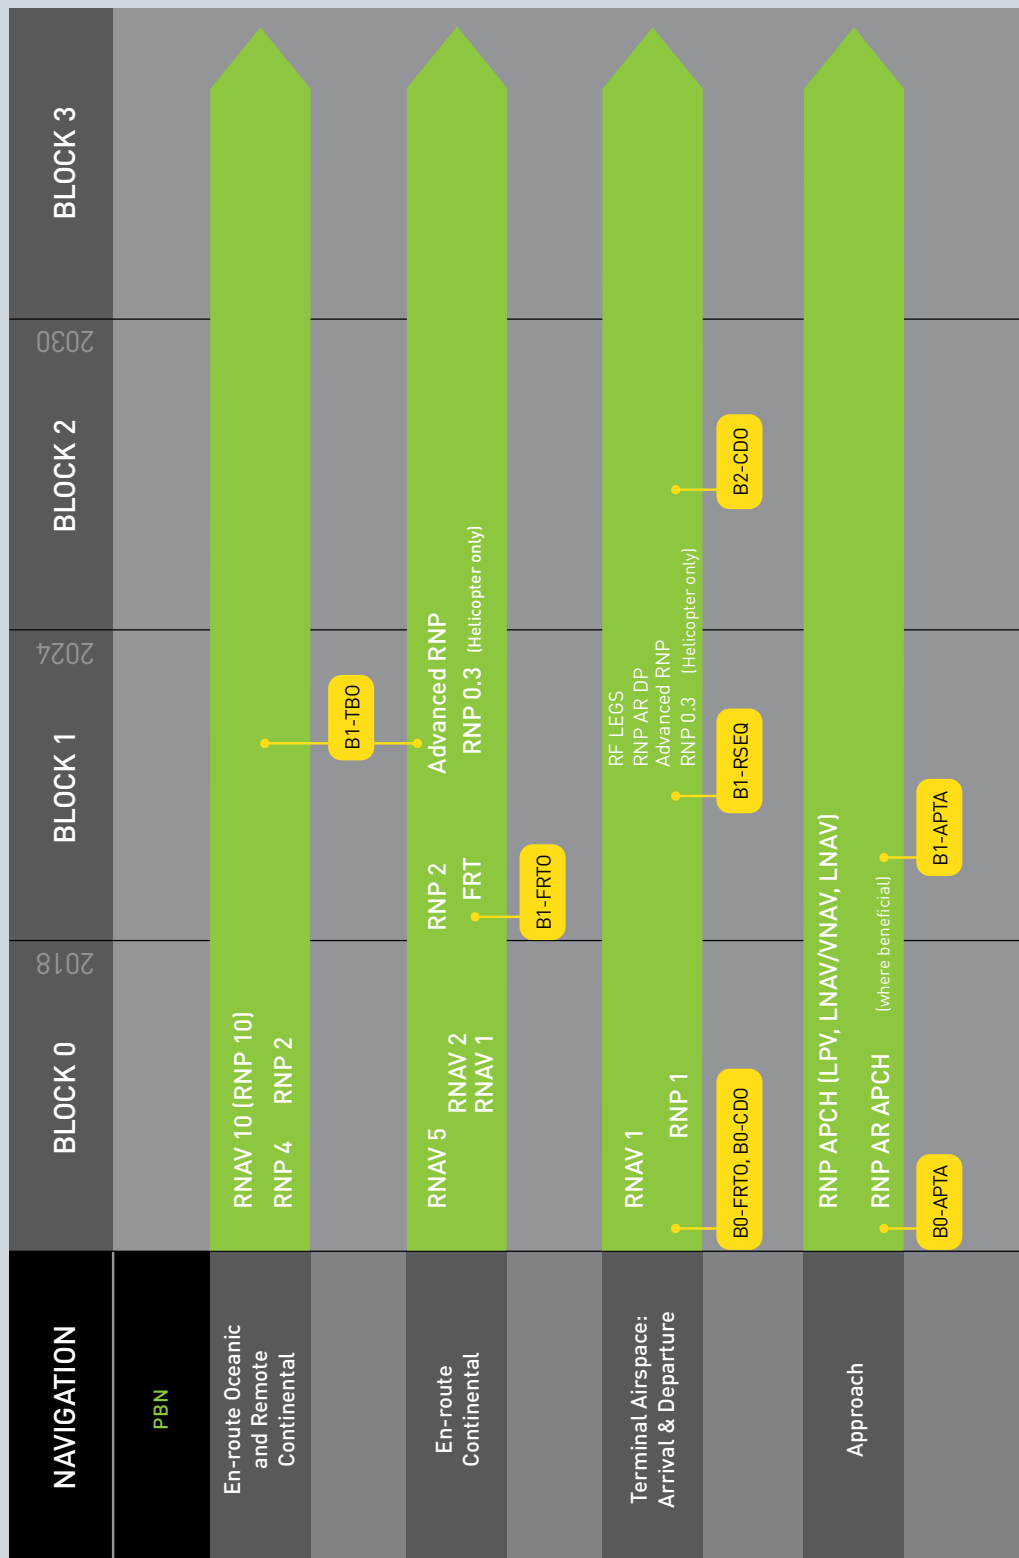 NAVIGATION
BLOCK 0
2018
BLOCK 1
2024
BLOCK 2
2030
BLOCK 3
PBN
En-route Oceanic
and Remote
Continental
RNAV 10 (RNP 10)
RNP 4
RNP 2
B1-TBO
En-route
Continental
RNAV 5
RNAV 2
RNAV 1
RNP 2
FRT
Advanced RNP
RNP 0.3 (Helicopter only)
B1-FRTO
Terminal Airspace:
Arrival & Departure
RNAV 1
RNP 1
RF LEGS
RNP AR DP
Advanced RNP
RNP 0.3 (Helicopter only)
B0-FRTO, B0-CDO
B1-RSEQ
B2-CDO
Approach
RNP APCH (LPV, LNAV/VNAV, LNAV)
RNP AR APCH (where beneficial)
B0-APTA
B1-APTA